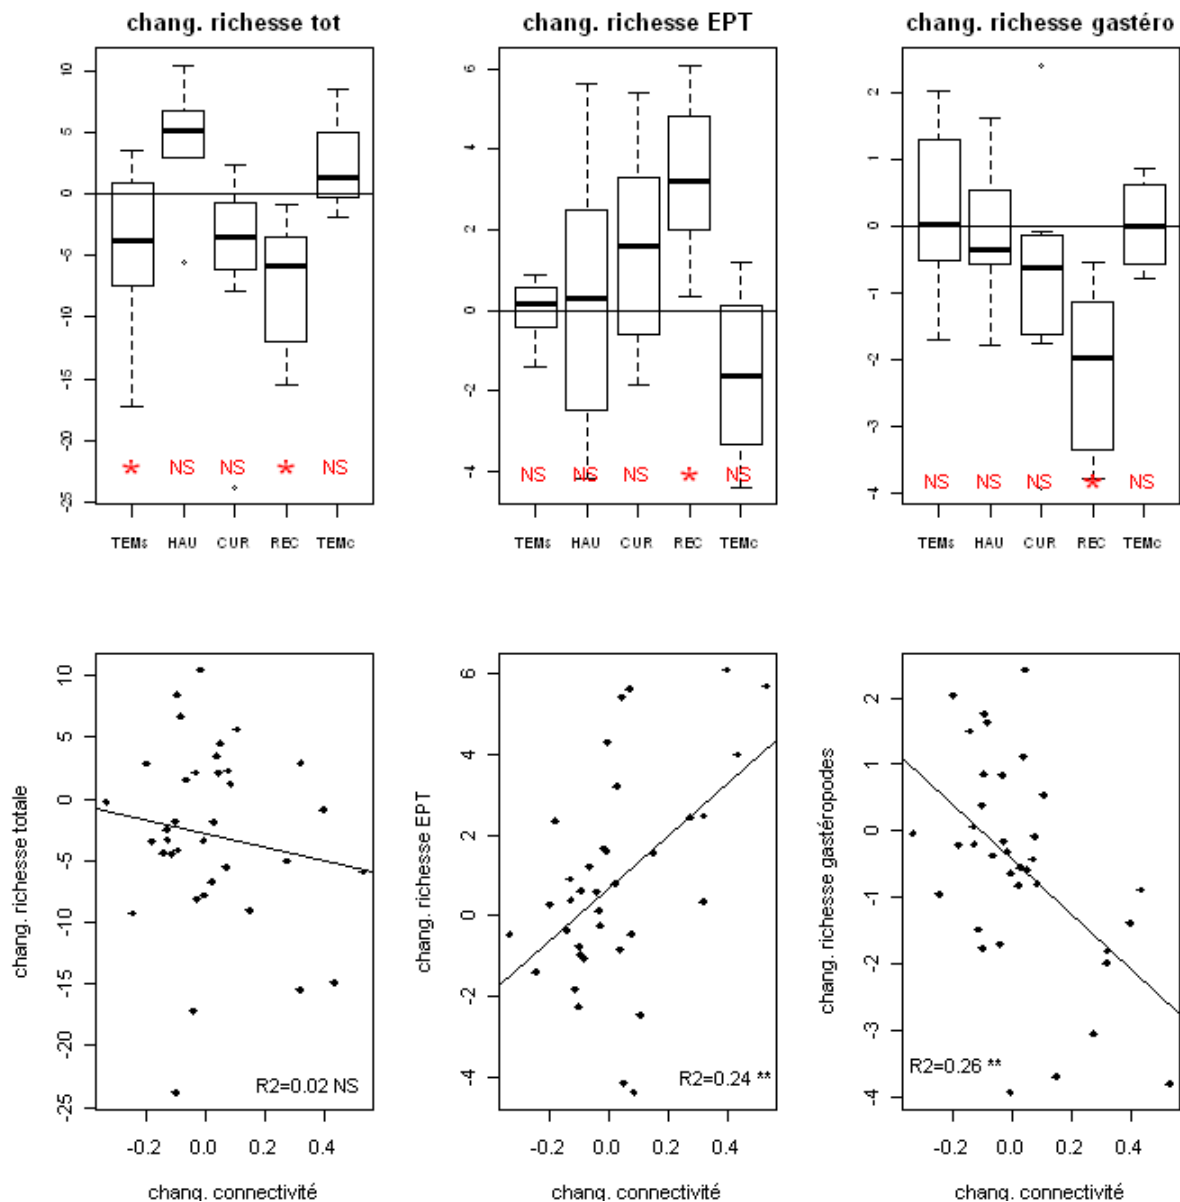 chang. richesse tot
chang. richesse EPT
chang. richesse gastéro
10
5
0
-5
-10
-15
-20
-25
* NS NS * NS
TEMs HAU CUR REC TEMc
6
4
2
0
-2
-4
NS NS NS * NS
TEMs HAU CUR REC TEMc
2
1
0
-1
-2
-3
-4
NS NS NS * NS
TEMs HAU CUR REC TEMc
chang. richesse totale
10
5
0
-5
-10
-15
-20
-25
R2=0.02 NS
-0.2 0.0 0.2 0.4
chang. connectivité
chang. richesse EPT
6
4
2
0
-2
-4
R2=0.24 **
-0.2 0.0 0.2 0.4
chang. connectivité
chang. richesse gastéropodes
2
1
0
-1
-2
-3
-4
R2=0.26 **
-0.2 0.0 0.2 0.4
chang. connectivité